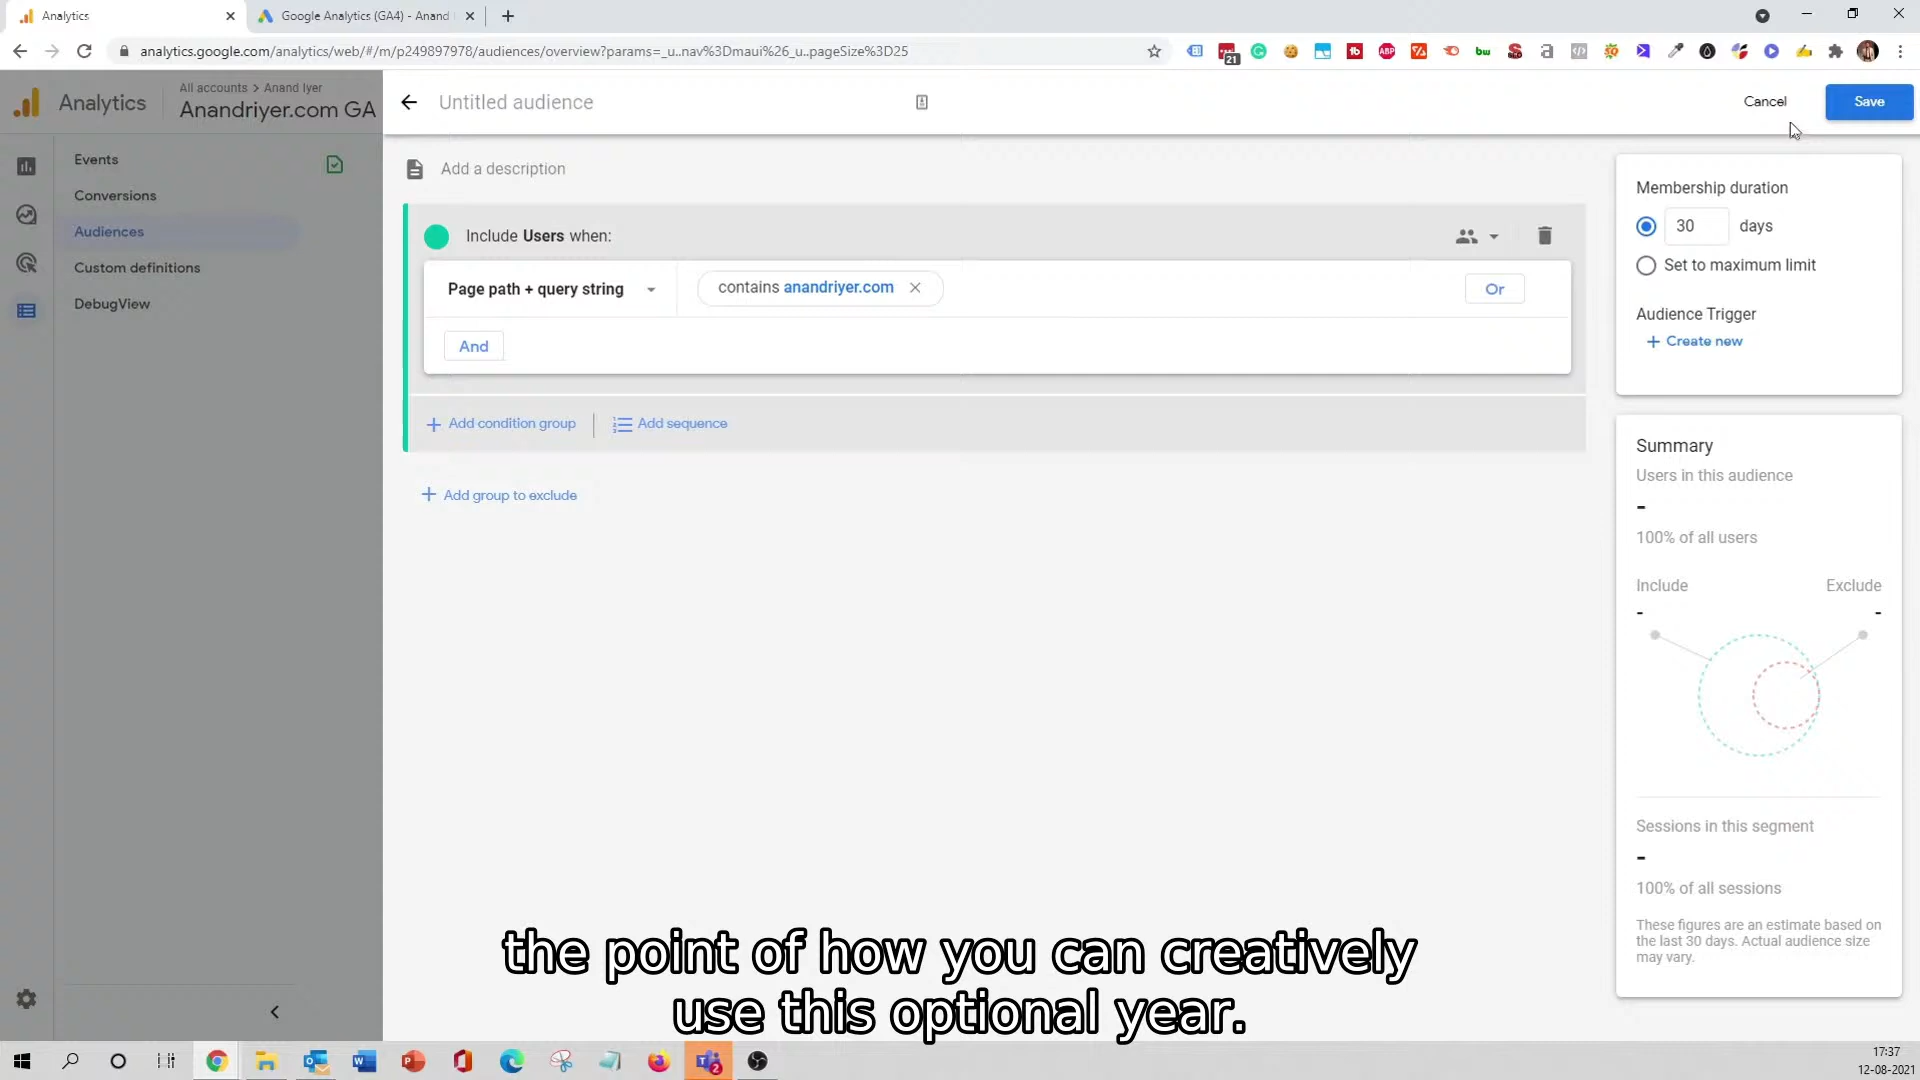 Analytics
Google Analytics (GA4) - Anand
analytics.google.com/analytics/web/#/m/p249897978/audiences/overview?params=_u..nav%3Dmaui%26_u..pageSize%3D25
21
ABP
bw
Analytics
All accounts > Anand Iyer
Anandriyer.com GA
Untitled audience
Cancel
Save
Events
Conversions
Audiences
Custom definitions
DebugView
Add a description
Include Users when:
Page path + query string
contains anandriyer.com
Or
And
Add condition group
Add sequence
Add group to exclude
Membership duration
30 days
Set to maximum limit
Audience Trigger
Create new
Summary
Users in this audience
-
100% of all users
Include Exclude
- -
Sessions in this segment
-
100% of all sessions
These figures are an estimate based on
the last 30 days. Actual audience size
may vary.
the point of how you can creatively
use this optional year.
2
17:37
12-08-2021